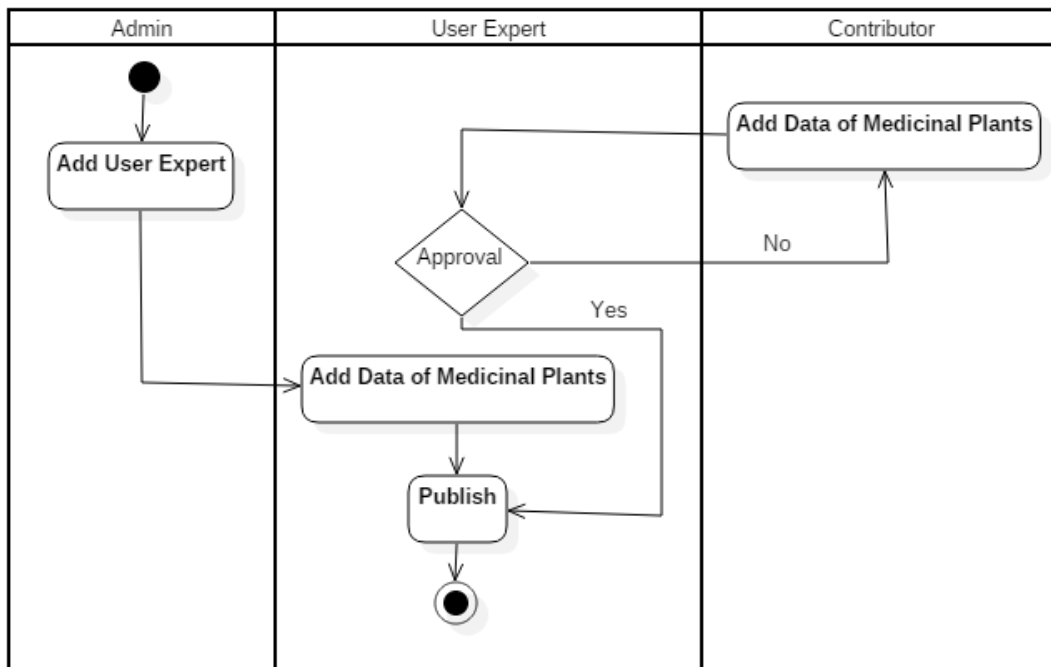 Admin
User Expert
Contributor
Add User Expert
Add Data of Medicinal Plants
Approval
No
Yes
Add Data of Medicinal Plants
Publish